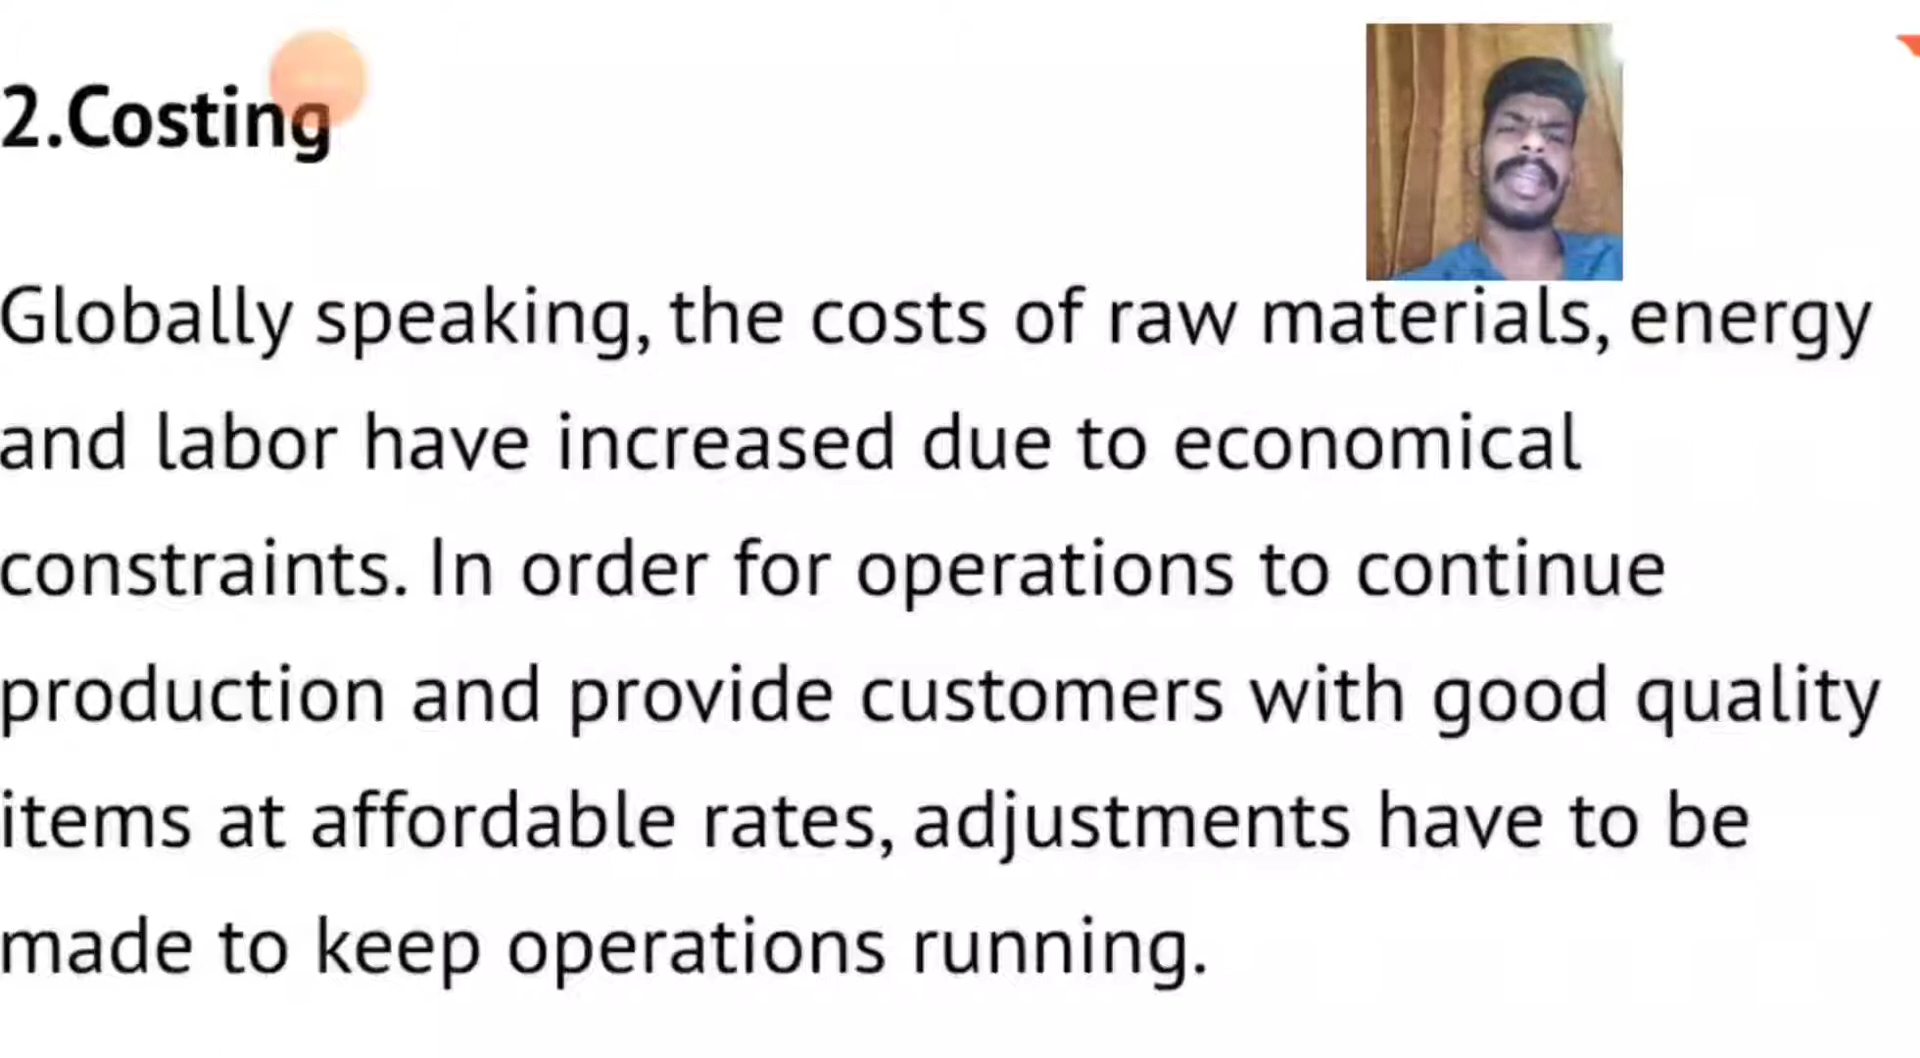 2.Costing
Globally speaking, the costs of raw materials, energy
and labor have increased due to economical
constraints. In order for operations to continue
production and provide customers with good quality
items at affordable rates, adjustments have to be
made to keep operations running.